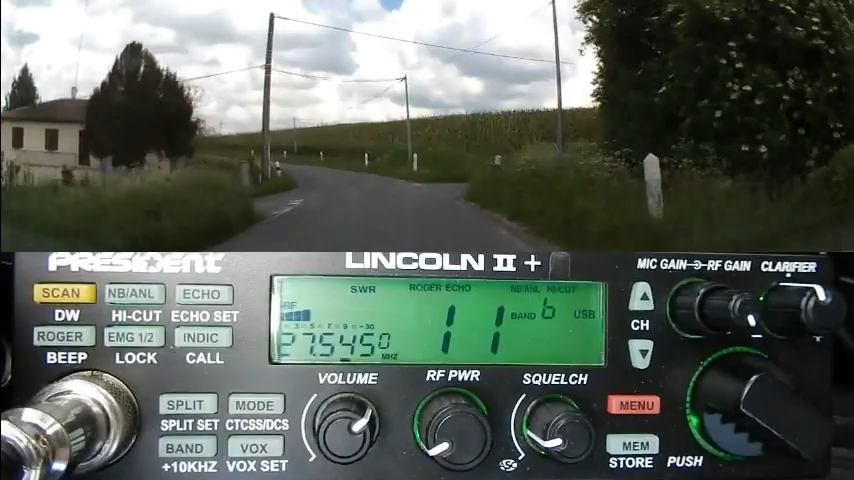 PRESIDENT
LINCOLN II +
MIC GAIN RF GAIN CLARIFIER
SCAN NB/ANL ECHO
DW HI-CUT ECHO SET
ROGER EMG 1/2 INDIC
BEEP LOCK CALL
SWR ROGER ECHO NB/ANL HI-CUT
RF
27.5450 MHZ
11
BAND 6 USB
CH
VOLUME RF PWR SQUELCH
SPLIT MODE
SPLIT SET CTCSS/DCS
BAND VOX
+10KHZ VOX SET
MENU
MEM
STORE PUSH